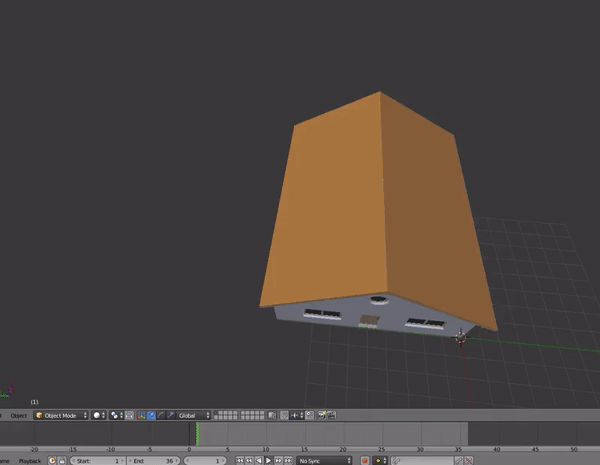 (1)
Object Object Mode Global
-20 -15 -10 -5 0 5 10 15 20 25 30 35 40 45 50
Playback Start: 1 End: 36 1 No Sync